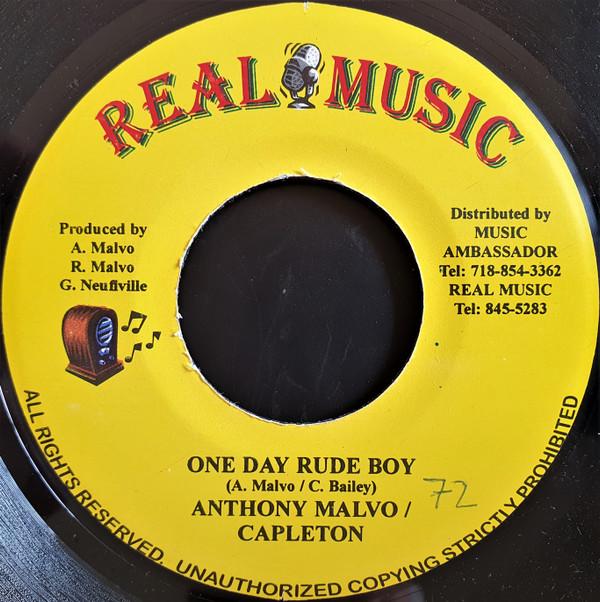 REAL MUSIC
Produced by
A. Malvo
R. Malvo
G. Neufiville
Distributed by
MUSIC
AMBASSADOR
Tel: 718-854-3362
REAL MUSIC
Tel: 845-5283
ONE DAY RUDE BOY
(A. Malvo / C. Bailey)
ANTHONY MALVO /
CAPLETON
72
ALL RIGHTS RESERVED. UNAUTHORIZED COPYING STRICTLY PROHIBITED